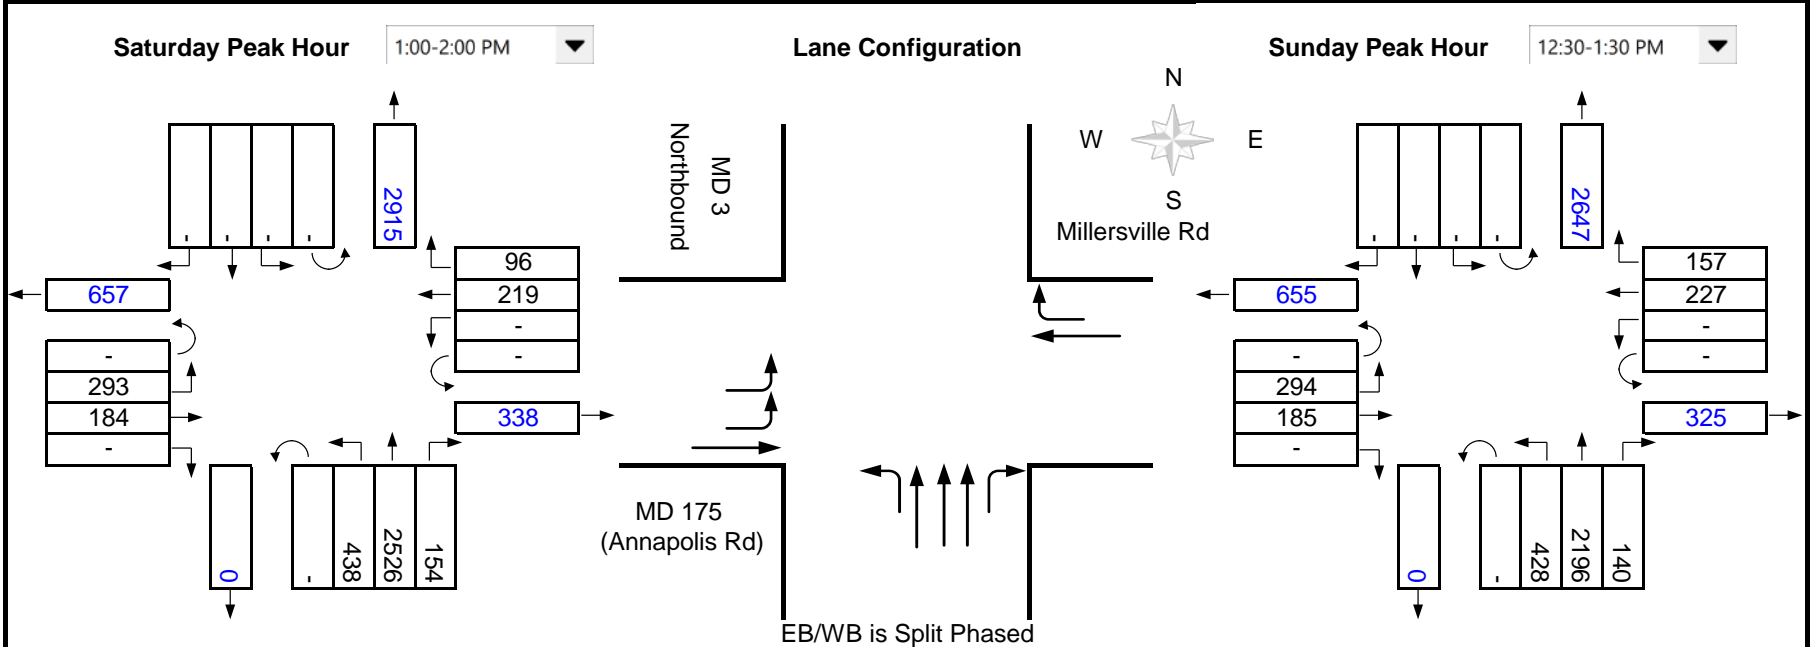 Saturday Peak Hour
1:00-2:00 PM
Lane Configuration
Sunday Peak Hour
12:30-1:30 PM
N
W
E
S
MD 3
Northbound
Millersville Rd
MD 175
(Annapolis Rd)
EB/WB is Split Phased
-
-
-
-
2915
96
219
-
-
657
-
293
184
-
338
0
-
438
2526
154
-
-
-
-
2647
157
227
-
-
655
-
294
185
-
325
0
-
428
2196
140